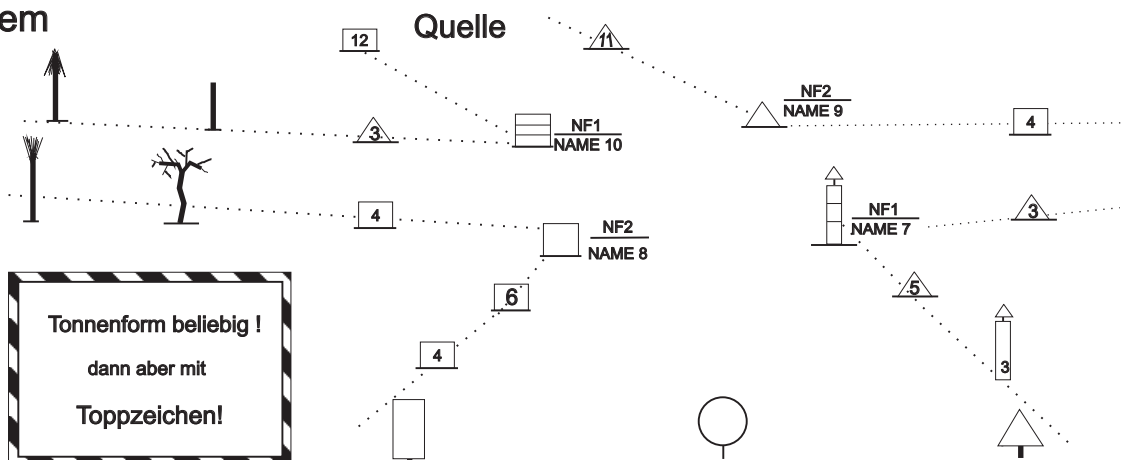 em
Quelle
12
11
NF2
NAME 9
4
3
NF1
NAME 10
4
NF2
NAME 8
NF1
NAME 7
3
6
5
4
3
Tonnenform beliebig !
dann aber mit
Toppzeichen!